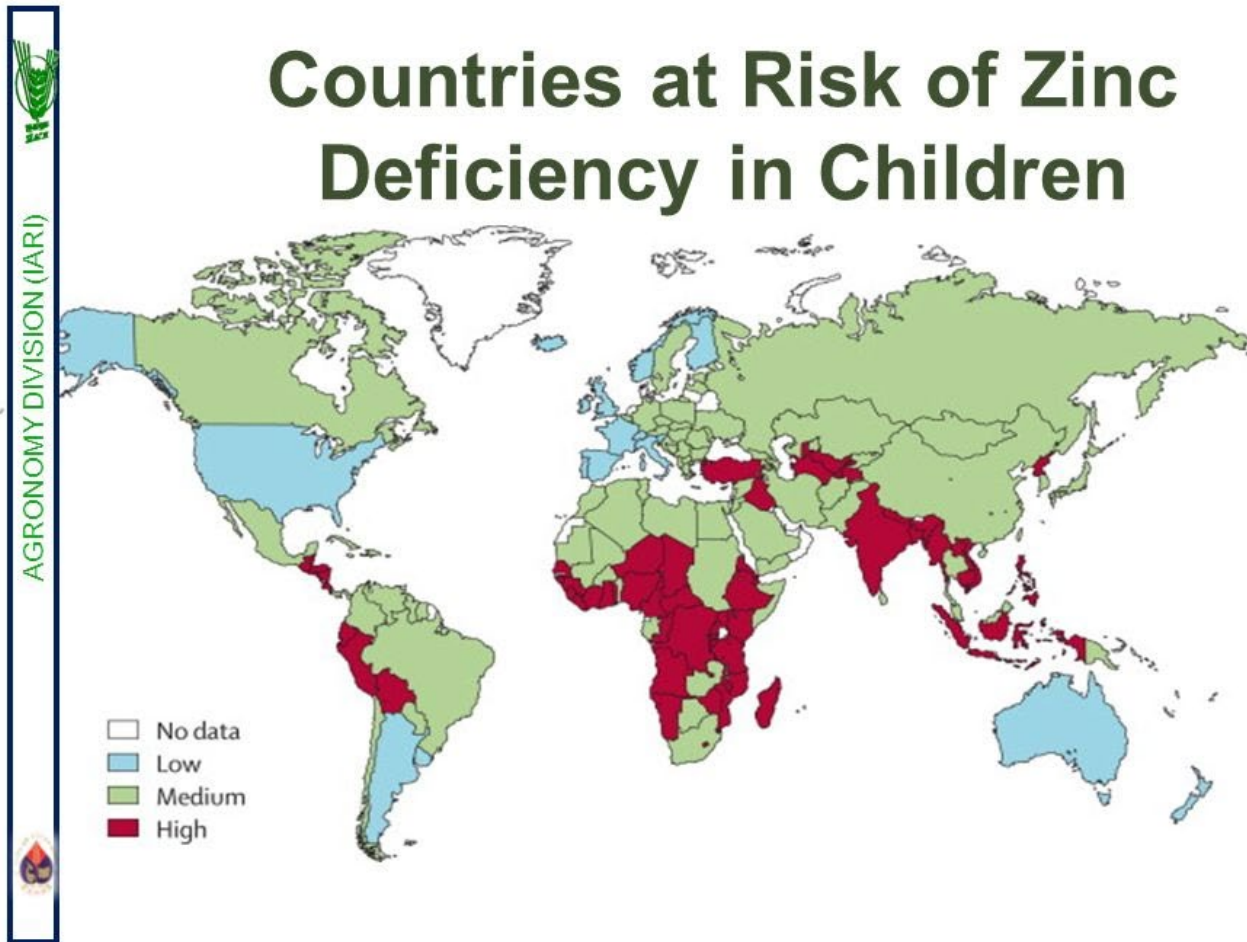 Countries at Risk of Zinc
Deficiency in Children
AGRONOMY DIVISION (IARI)
No data
Low
Medium
High